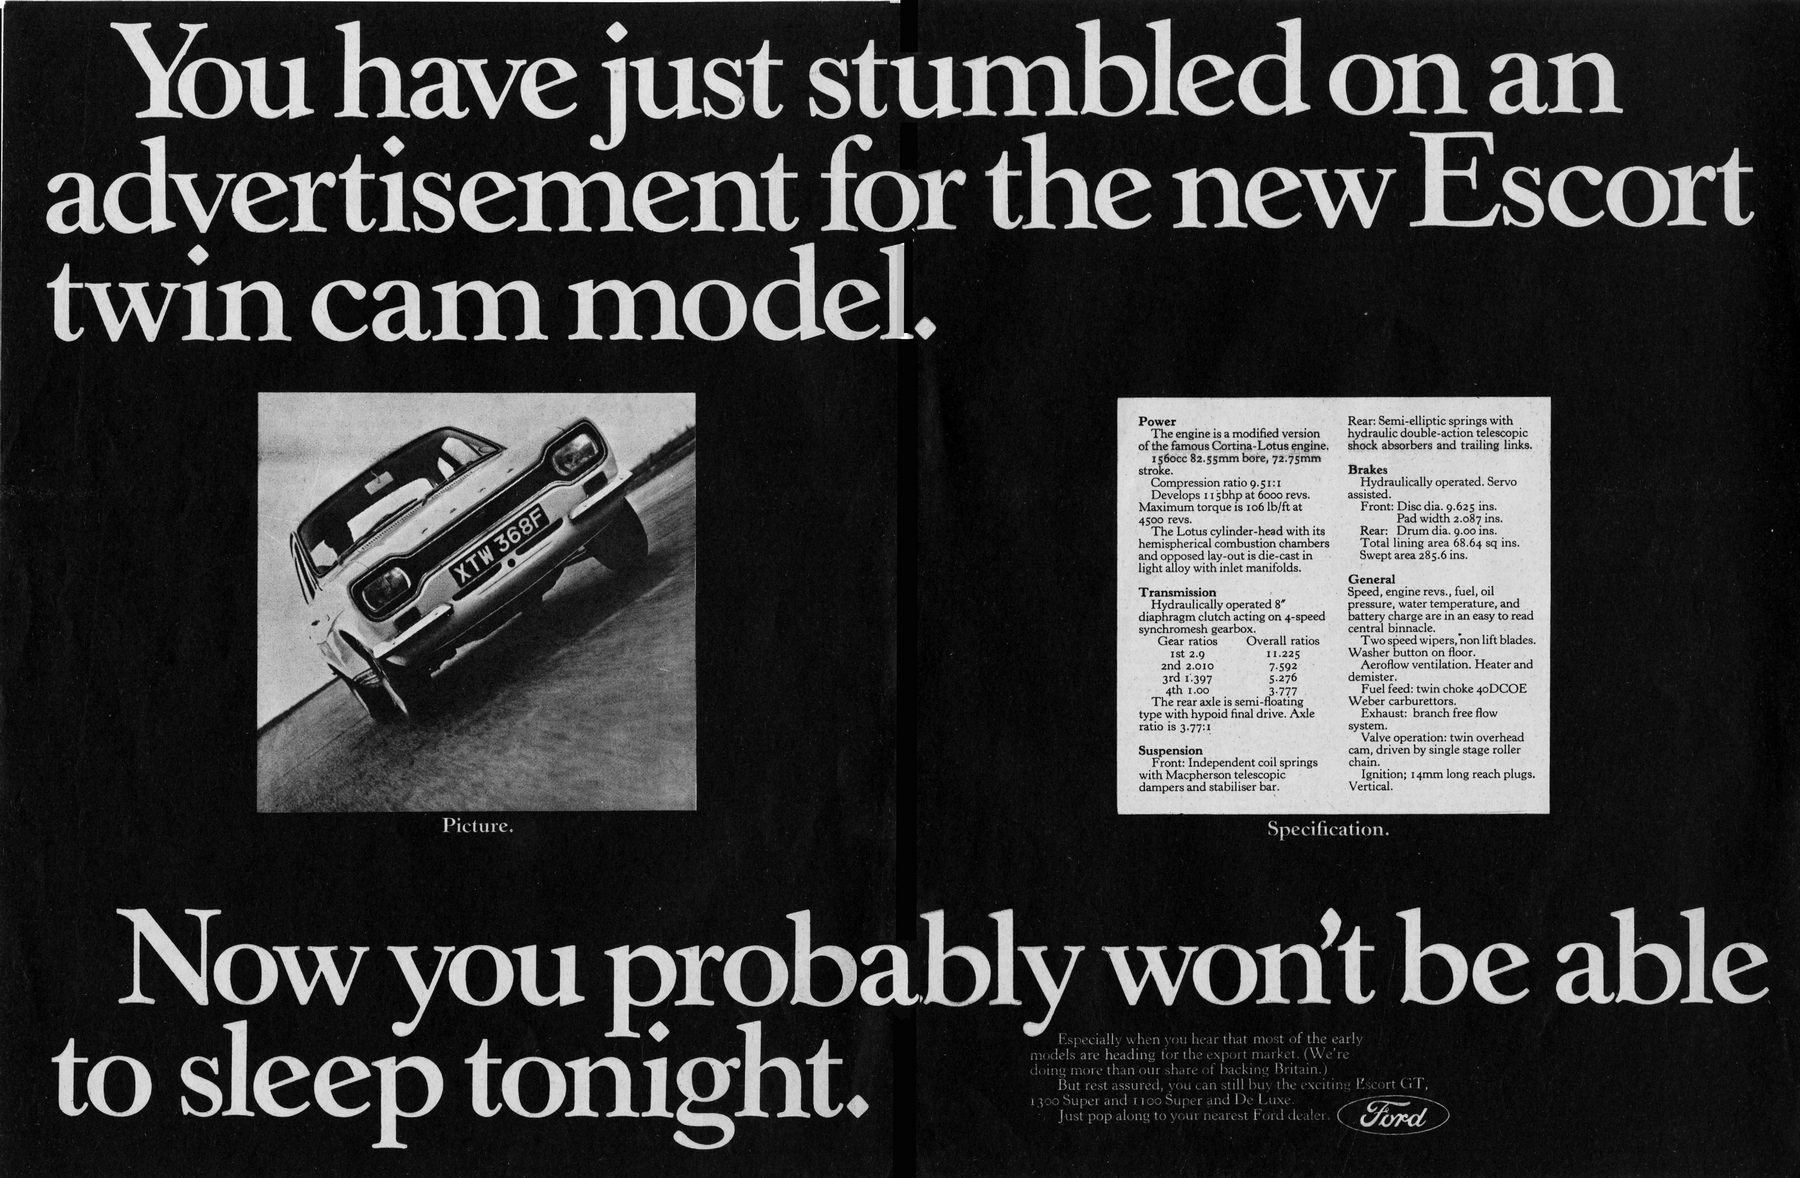 You have just stumbled on an
advertisement for the new Escort
twin cam model.
XTW 368F
Picture.
Power
The engine is a modified version
of the famous Cortina-Lotus engine.
1560cc 82.55mm bore, 72.75mm
stroke.
Compression ratio 9.51:1
Develops 115bhp at 6000 revs.
Maximum torque is 106 lb/ft at
4500 revs.
The Lotus cylinder-head with its
hemispherical combustion chambers
and opposed lay-out is die-cast in
light alloy with inlet manifolds.
Transmission
Hydraulically operated 8″
diaphragm clutch acting on 4-speed
synchromesh gearbox.
Gear ratios Overall ratios
1st 2.9 11.225
2nd 2.010 7.592
3rd 1.397 5.276
4th 1.00 3.777
The rear axle is semi-floating
type with hypoid final drive. Axle
ratio is 3.77:1
Suspension
Front: Independent coil springs
with Macpherson telescopic
dampers and stabiliser bar.
Rear: Semi-elliptic springs with
hydraulic double-action telescopic
shock absorbers and trailing links.
Brakes
Hydraulically operated. Servo
assisted.
Front: Disc dia. 9.625 ins.
Pad width 2.087 ins.
Rear: Drum dia. 9.00 ins.
Total lining area 68.64 sq ins.
Swept area 285.6 ins.
General
Speed, engine revs., fuel, oil
pressure, water temperature, and
battery charge are in an easy to read
central binnacle.
Two speed wipers, non lift blades.
Washer button on floor.
Aeroflow ventilation. Heater and
demister.
Fuel feed: twin choke 40DCOE
Weber carburettors.
Exhaust: branch free flow
system.
Valve operation: twin overhead
cam, driven by single stage roller
chain.
Ignition; 14mm long reach plugs.
Vertical.
Specification.
Now you probably won't be able
to sleep tonight.
Especially when you hear that most of the early
models are heading for the export market. (We're
doing more than our share of backing Britain.)
But rest assured, you can still buy the exciting Escort GT,
1300 Super and 1100 Super and De Luxe.
Just pop along to your nearest Ford dealer.
Ford